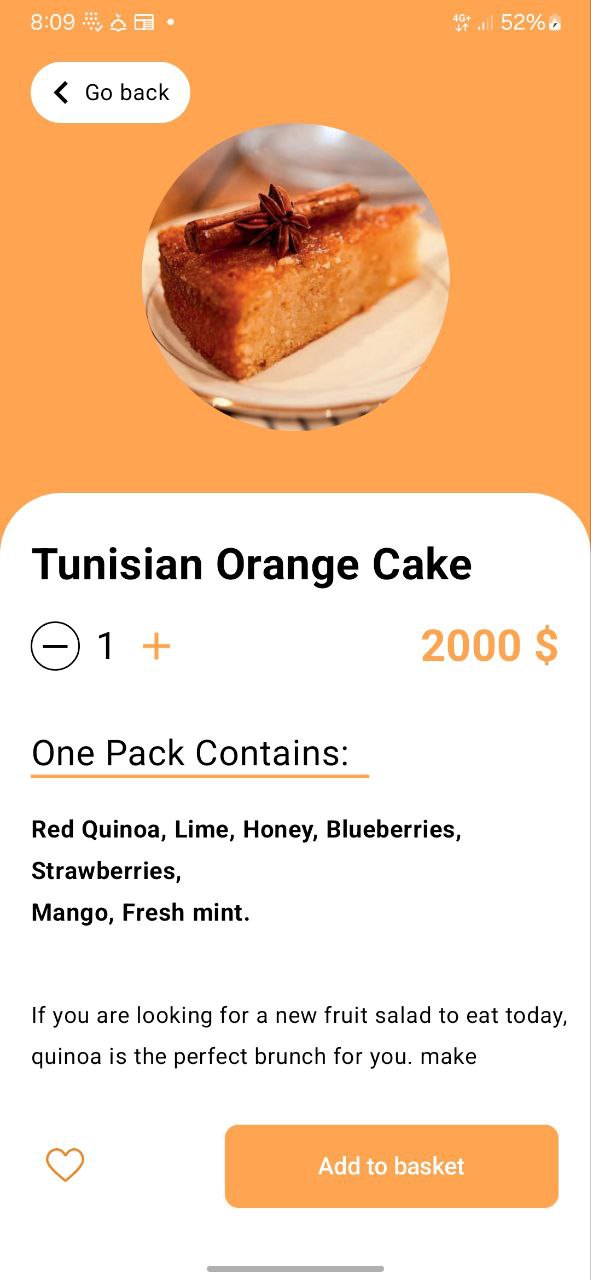 8:09
4G+
52%
Go back
Tunisian Orange Cake
1
2000 $
One Pack Contains:
Red Quinoa, Lime, Honey, Blueberries,
Strawberries,
Mango, Fresh mint.
If you are looking for a new fruit salad to eat today,
quinoa is the perfect brunch for you. make
Add to basket